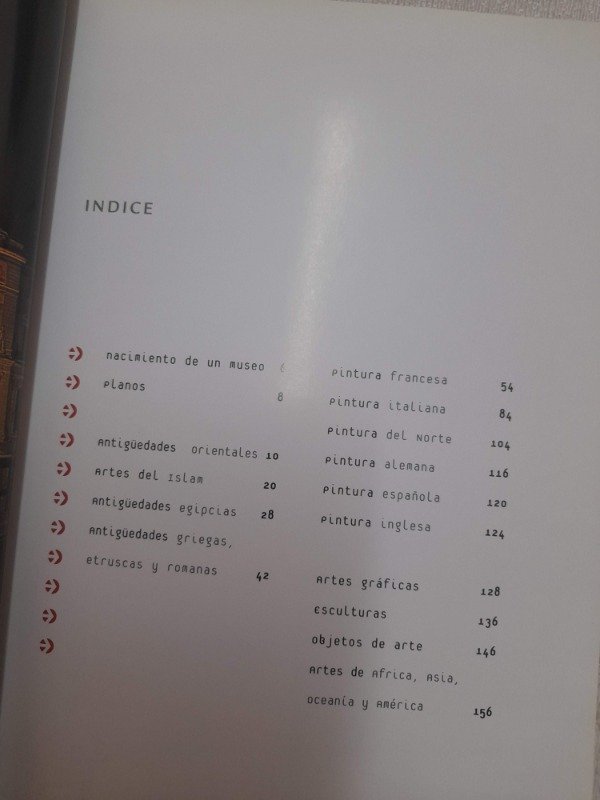 INDICE
nacimiento de un museo
Planos 8
Antigüedades orientales 10
Artes del Islam 20
Antigüedades egipcias 28
Antigüedades griegas,
etruscas y romanas 42
Pintura francesa 54
Pintura italiana 84
Pintura del Norte 104
Pintura alemana 116
Pintura española 120
Pintura inglesa 124
Artes gráficas 128
Esculturas 136
Objetos de arte 146
Artes de Africa, Asia,
Oceanía y América 156